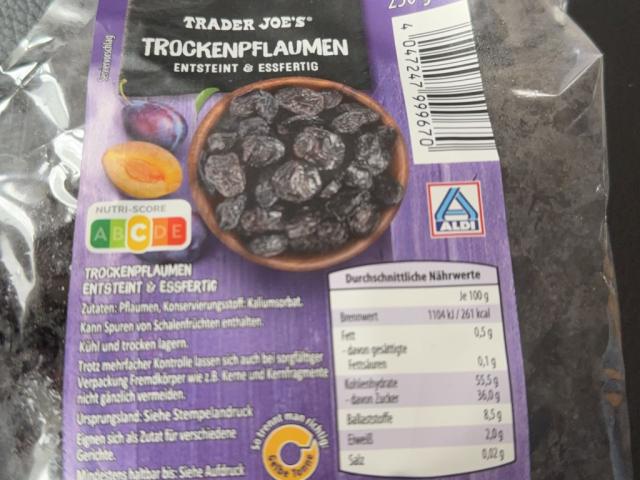 TRADER JOE'S®
TROCKENPFLAUMEN
ENTSTEINT & ESSFERTIG
Serviervorschlag
250 g
4 047247 999670
NUTRI-SCORE
A B C D E
ALDI
TROCKENPFLAUMEN
ENTSTEINT & ESSFERTIG
Zutaten: Pflaumen, Konservierungsstoff: Kaliumsorbat.
Kann Spuren von Schalenfrüchten enthalten.
Kühl und trocken lagern.
Trotz mehrfacher Kontrolle lassen sich auch bei sorgfältiger
Verpackung Fremdkörper wie z.B. Kerne und Kernfragmente
nicht gänzlich vermeiden.
Ursprungsland: Siehe Stempelandruck
Eignen sich als Zutat für verschiedene
Gerichte.
Mindestens haltbar bis: Siehe Aufdruck
So trennt man richtig:
Gelbe Tonne
Durchschnittliche Nährwerte
Je 100 g
Brennwert 1104 kJ / 261 kcal
Fett 0,5 g
- davon gesättigte
Fettsäuren 0,1 g
Kohlenhydrate 55,5 g
- davon Zucker 36,0 g
Ballaststoffe 8,5 g
Eiweiß 2,0 g
Salz 0,02 g